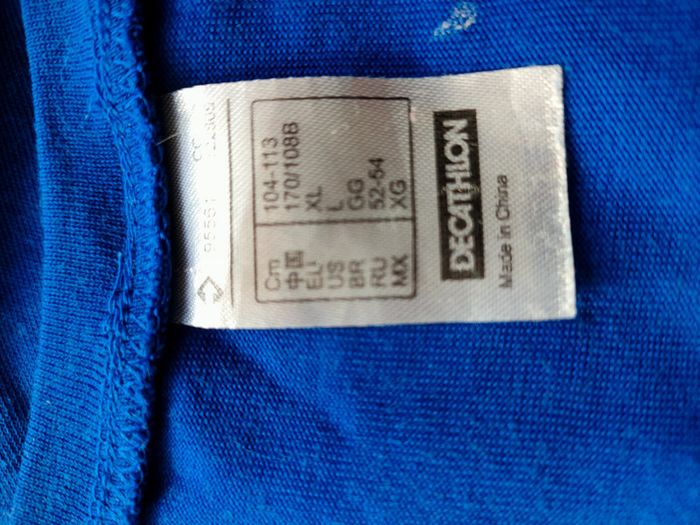 Cm 104-113
中国 170/108B
EU XL
US L
BR GG
RU 52-54
MX XG
DECATHLON
Made in China